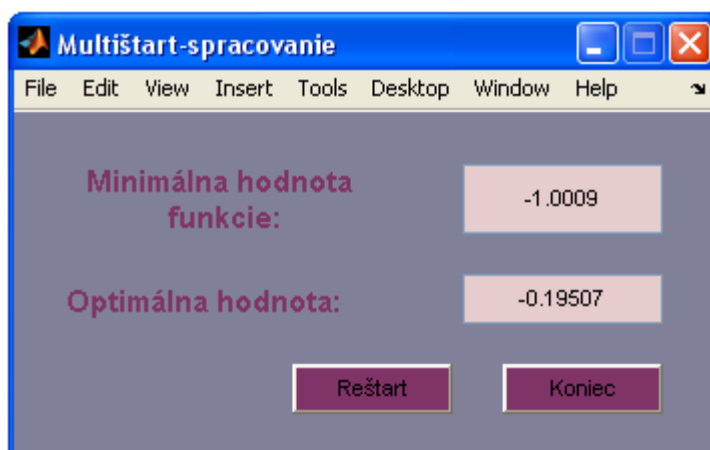 Multištart-spracovanie
File Edit View Insert Tools Desktop Window Help
Minimálna hodnota
funkcie:
-1.0009
Optimálna hodnota:
-0.19507
Reštart
Koniec